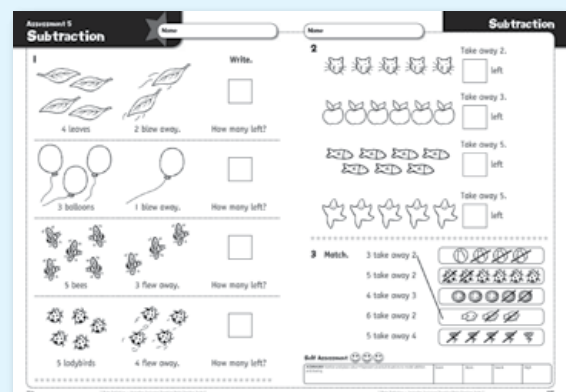 Assessment 5
Subtraction
Name
1
Write.
4 leaves
2 blew away.
How many left?
3 balloons
1 blew away.
How many left?
5 bees
3 flew away.
How many left?
5 ladybirds
4 flew away.
How many left?
Subtraction
Name
2
Take away 2.
left
Take away 3.
left
Take away 5.
left
Take away 5.
left
3 Match.
3 take away 2
5 take away 2
4 take away 3
6 take away 2
5 take away 4
Self Assessment